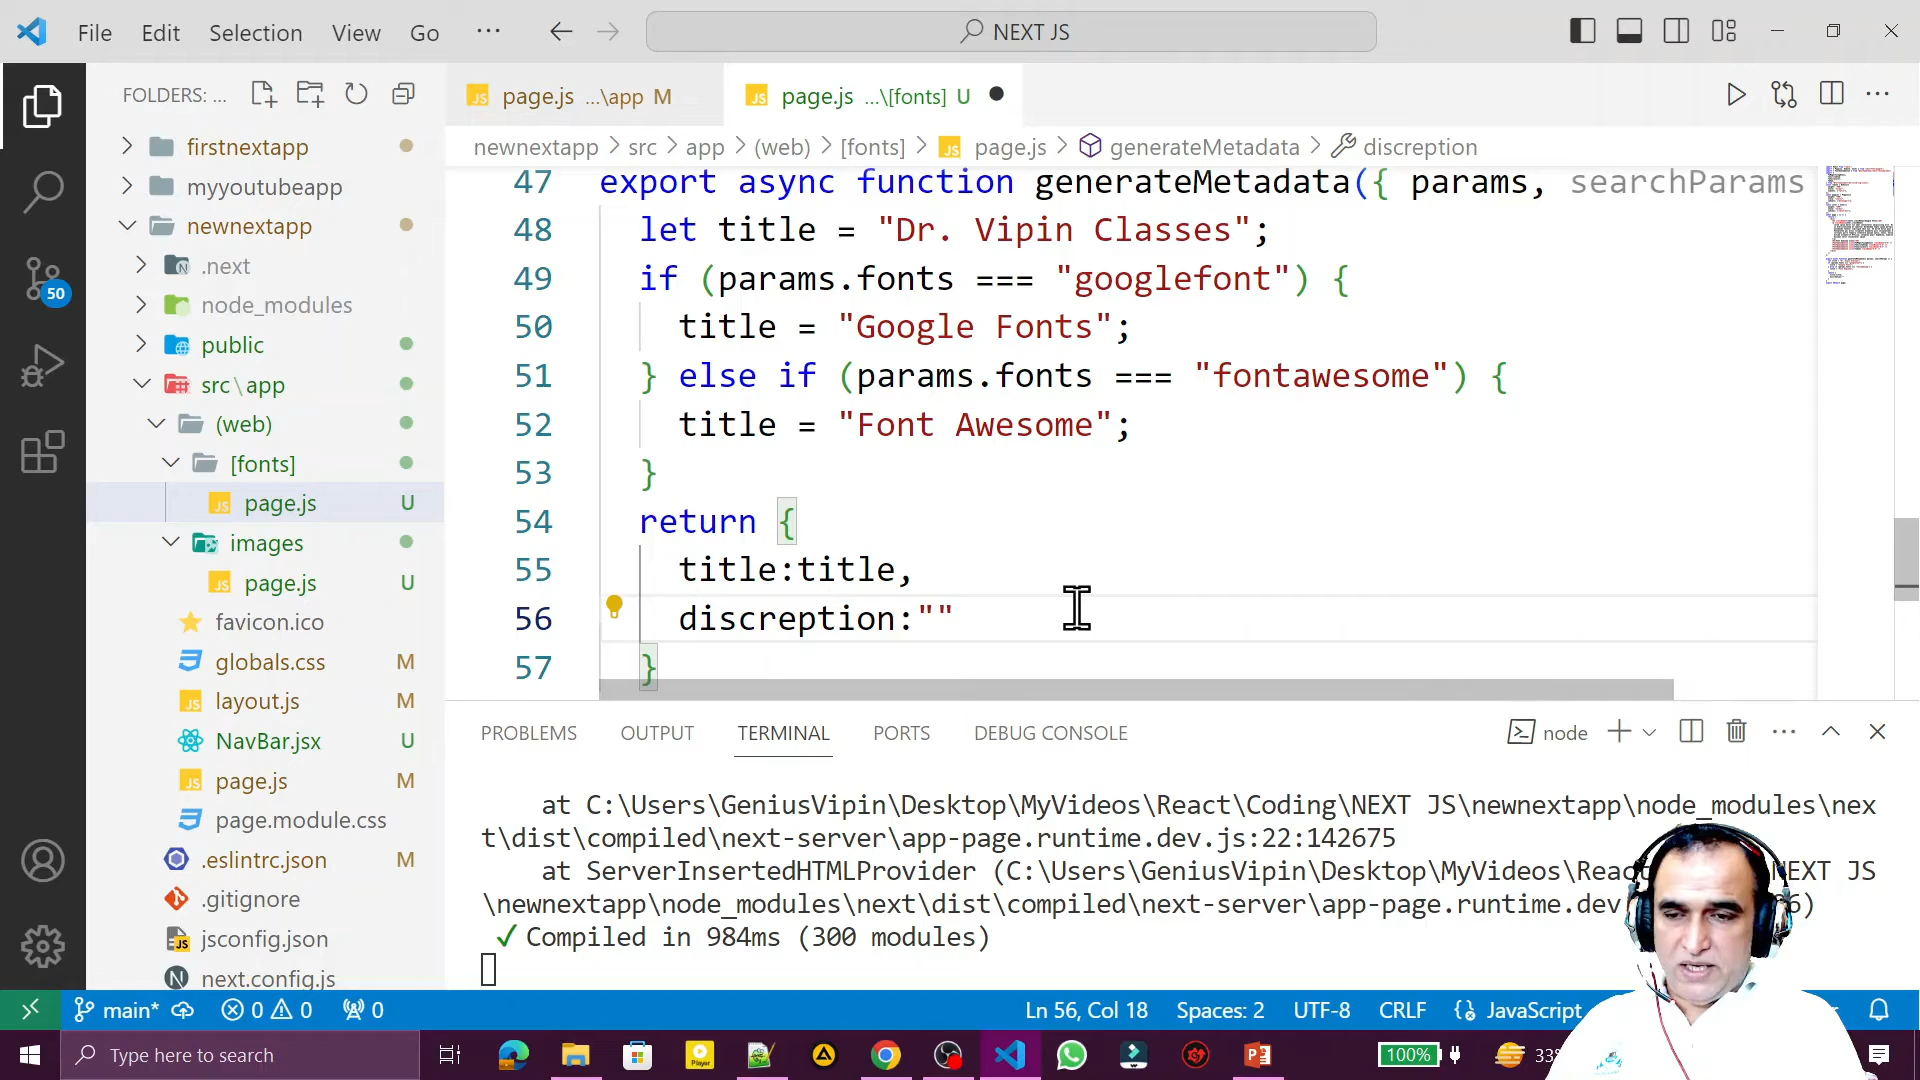 File Edit Selection View Go ··· NEXT JS
FOLDERS: ...
page.js ...\app M
page.js ...\[fonts] U
newnextapp > src > app > (web) > [fonts] > JS page.js > generateMetadata > discreption
firstnextapp
myyoutubeapp
newnextapp
.next
node_modules
public
src\app
(web)
[fonts]
page.js U
images
page.js U
favicon.ico
globals.css M
layout.js M
NavBar.jsx U
page.js M
page.module.css
.eslintrc.json M
.gitignore
jsconfig.json
next.config.js
50
47 export async function generateMetadata({ params, searchParams
48 let title = "Dr. Vipin Classes";
49 if (params.fonts === "googlefont") {
50 title = "Google Fonts";
51 } else if (params.fonts === "fontawesome") {
52 title = "Font Awesome";
53 }
54 return {
55 title:title,
56 discreption:""
57 }
PROBLEMS OUTPUT TERMINAL PORTS DEBUG CONSOLE
node
at C:\Users\GeniusVipin\Desktop\MyVideos\React\Coding\NEXT JS\newnextapp\node_modules\nex
t\dist\compiled\next-server\app-page.runtime.dev.js:22:142675
at ServerInsertedHTMLProvider (C:\Users\GeniusVipin\Desktop\MyVideos\Reac NEXT JS
\newnextapp\node_modules\next\dist\compiled\next-server\app-page.runtime.dev 6)
✓ Compiled in 984ms (300 modules)
main* 0 0 0 Ln 56, Col 18 Spaces: 2 UTF-8 CRLF {} JavaScript
Type here to search
100% 33